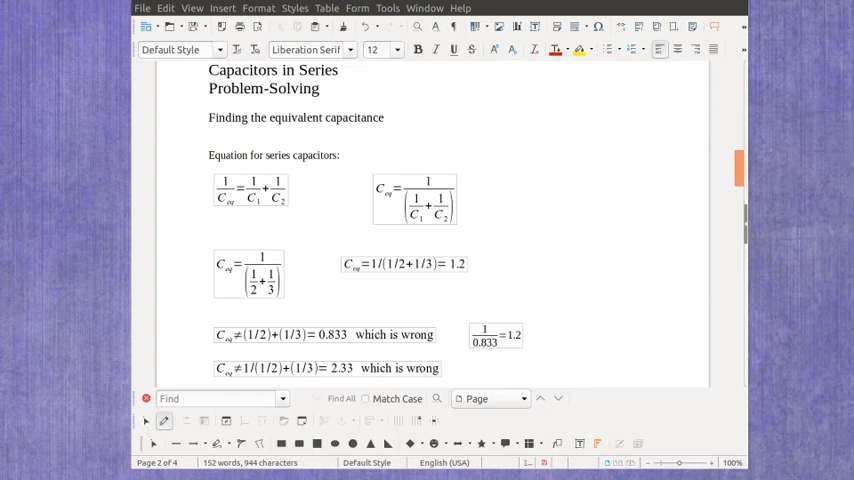 File Edit View Insert Format Styles Table Form Tools Window Help
Default Style Liberation Serif 12
Capacitors in Series
Problem-Solving
Finding the equivalent capacitance
Equation for series capacitors:
1/C_eq = 1/C_1 + 1/C_2 C_eq = 1/(1/C_1 + 1/C_2)
C_eq = 1/(1/2 + 1/3) C_eq=1/(1/2+1/3)= 1.2
C_eq≠(1/2)+(1/3)= 0.833 which is wrong 1/0.833 =1.2
C_eq≠1/(1/2)+(1/3)= 2.33 which is wrong
Find Find All Match Case Page
Page 2 of 4 152 words, 944 characters Default Style English (USA) I... 100%